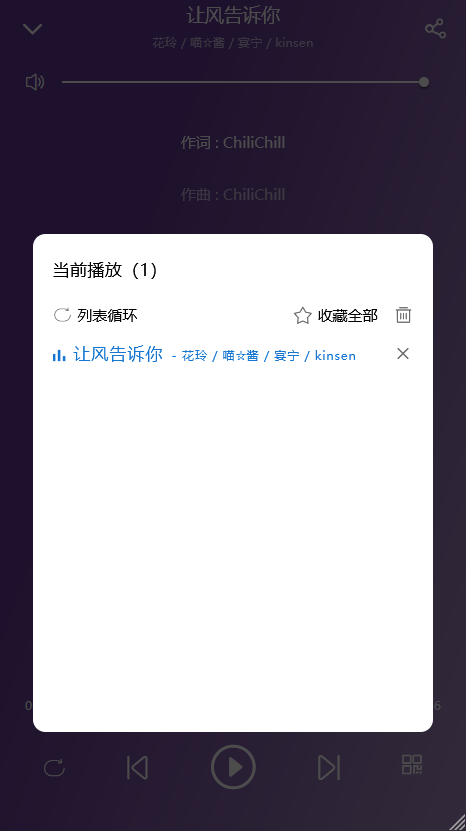 让风告诉你
花玲 / 喵☆酱 / 宴宁 / kinsen
作词 : ChiliChill
作曲 : ChiliChill
当前播放（1）
列表循环 收藏全部
让风告诉你 - 花玲 / 喵☆酱 / 宴宁 / kinsen
0 6